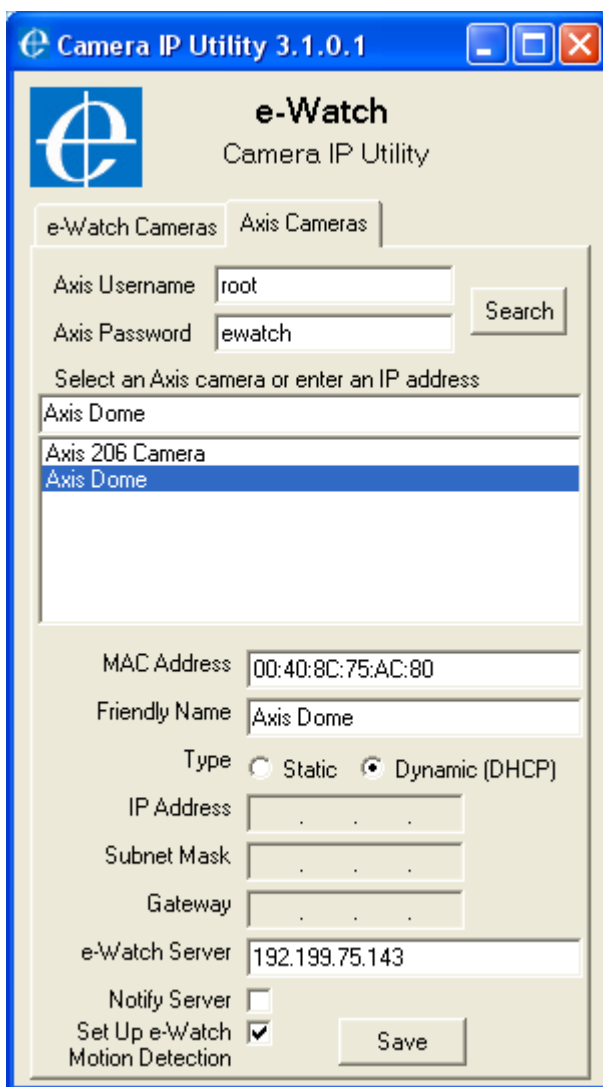 Camera IP Utility 3.1.0.1
e-Watch
Camera IP Utility
e-Watch Cameras
Axis Cameras
Axis Username root
Search
Axis Password ewatch
Select an Axis camera or enter an IP address
Axis Dome
Axis 206 Camera
Axis Dome
MAC Address 00:40:8C:75:AC:80
Friendly Name Axis Dome
Type Static Dynamic (DHCP)
IP Address . . .
Subnet Mask . . .
Gateway . . .
e-Watch Server 192.199.75.143
Notify Server
Set Up e-Watch
Motion Detection
Save